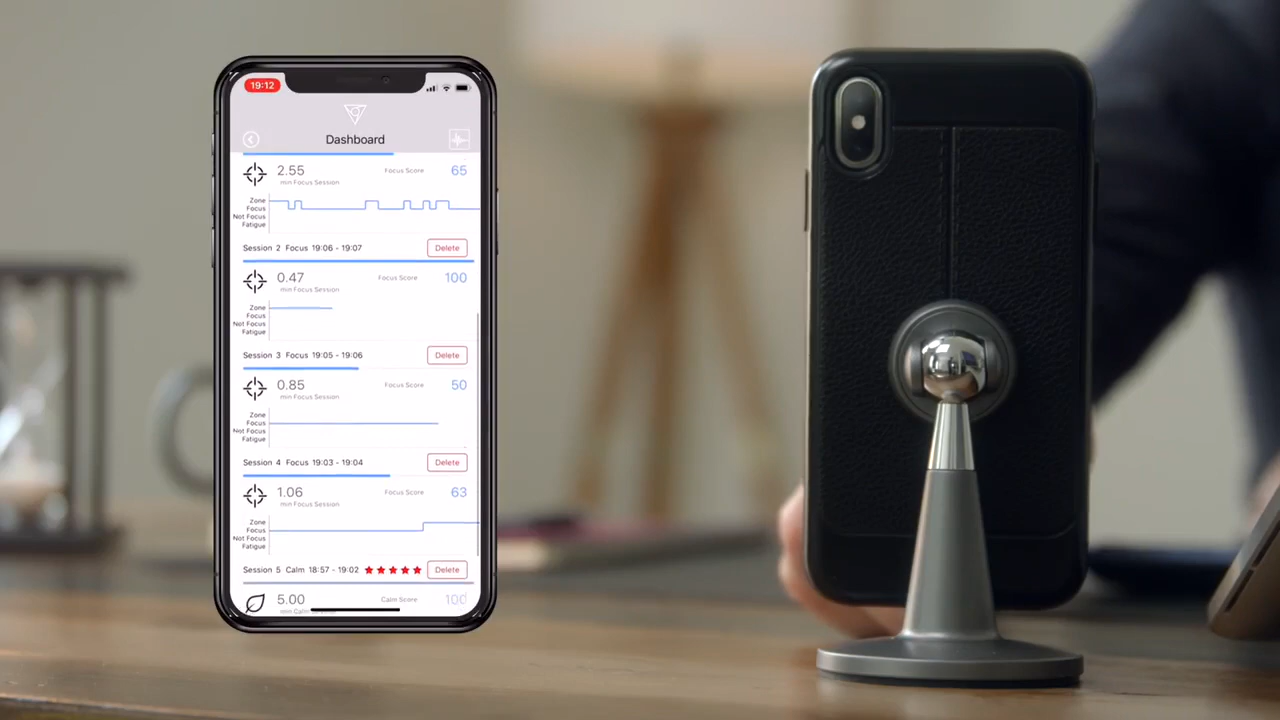 19:12
Dashboard
2.55 Focus Score 65
min Focus Session
Zone
Focus
Not Focus
Fatigue
Session 2 Focus 19:06 - 19:07 Delete
0.47 Focus Score 100
min Focus Session
Zone
Focus
Not Focus
Fatigue
Session 3 Focus 19:05 - 19:06 Delete
0.85 Focus Score 50
min Focus Session
Zone
Focus
Not Focus
Fatigue
Session 4 Focus 19:03 - 19:04 Delete
1.06 Focus Score 63
min Focus Session
Zone
Focus
Not Focus
Fatigue
Session 5 Calm 18:57 - 19:02 Delete
5.00 Calm Score 100
min Calm